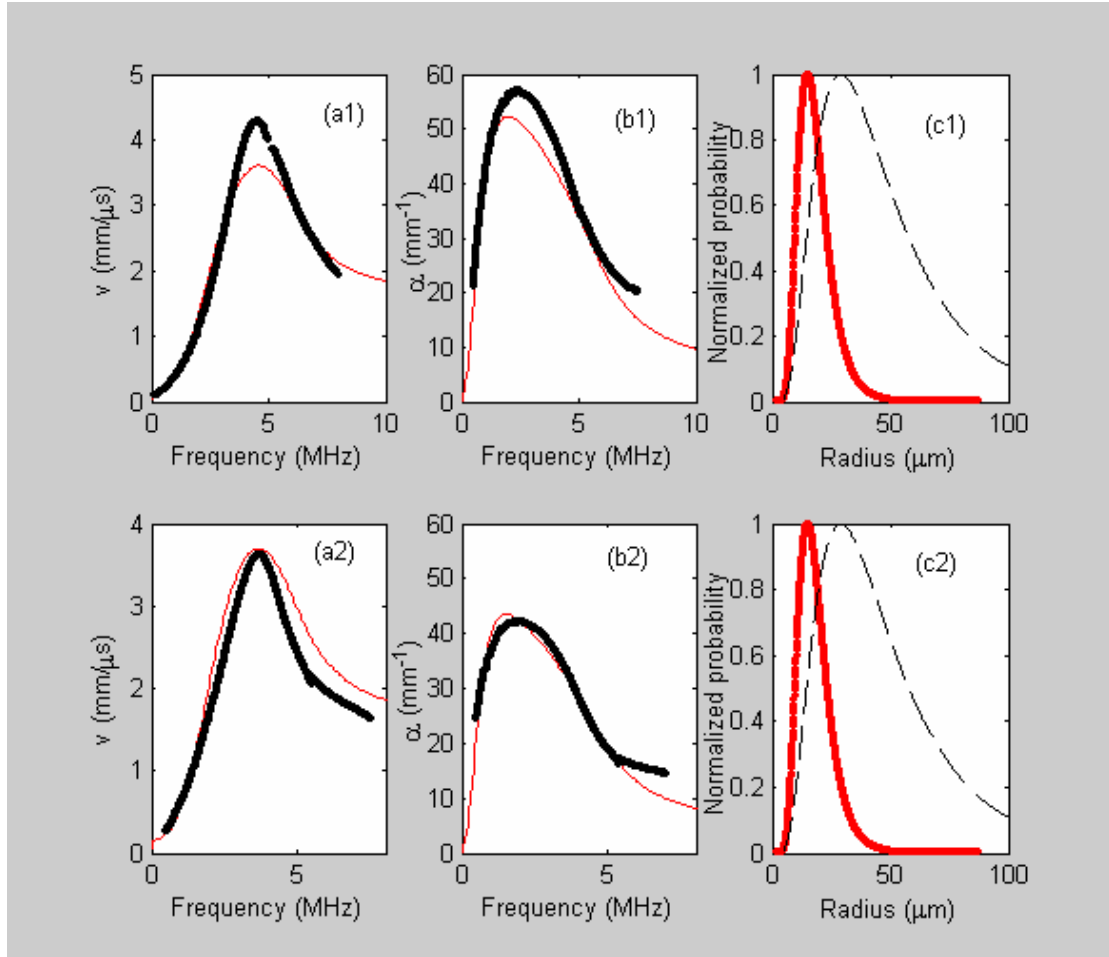 (a1)
v (mm/μs)
5
4
3
2
1
0
0 5 10
Frequency (MHz)
(b1)
α (mm⁻¹)
60
50
40
30
20
10
0
0 5 10
Frequency (MHz)
(c1)
Normalized probability
1
0.8
0.6
0.4
0.2
0
0 50 100
Radius (μm)
(a2)
v (mm/μs)
4
3
2
1
0
0 5
Frequency (MHz)
(b2)
α (mm⁻¹)
60
50
40
30
20
10
0
0 5
Frequency (MHz)
(c2)
Normalized probability
1
0.8
0.6
0.4
0.2
0
0 50 100
Radius (μm)